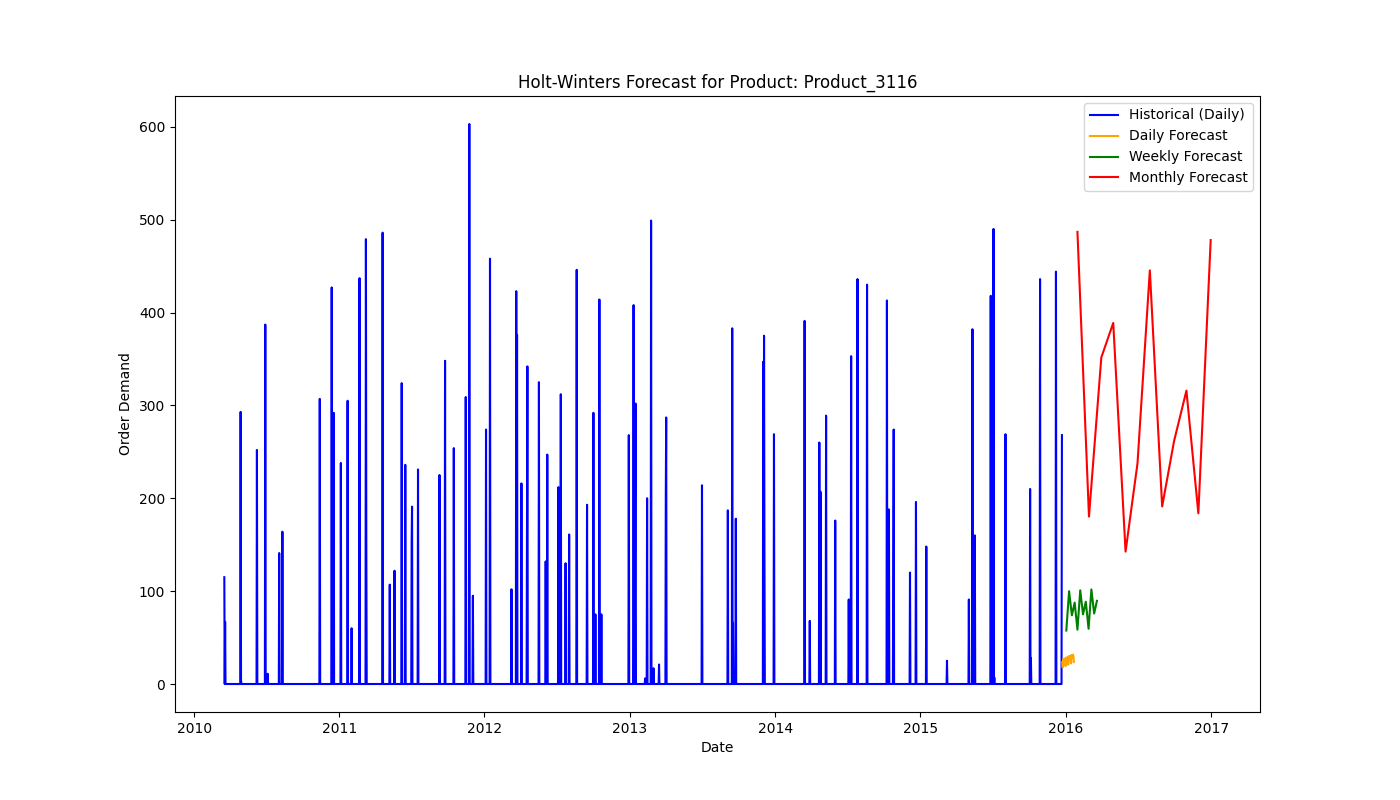 Holt-Winters Forecast for Product: Product_3116
Historical (Daily)
Daily Forecast
Weekly Forecast
Monthly Forecast
600
500
400
300
200
100
0
Order Demand
2010 2011 2012 2013 2014 2015 2016 2017
Date